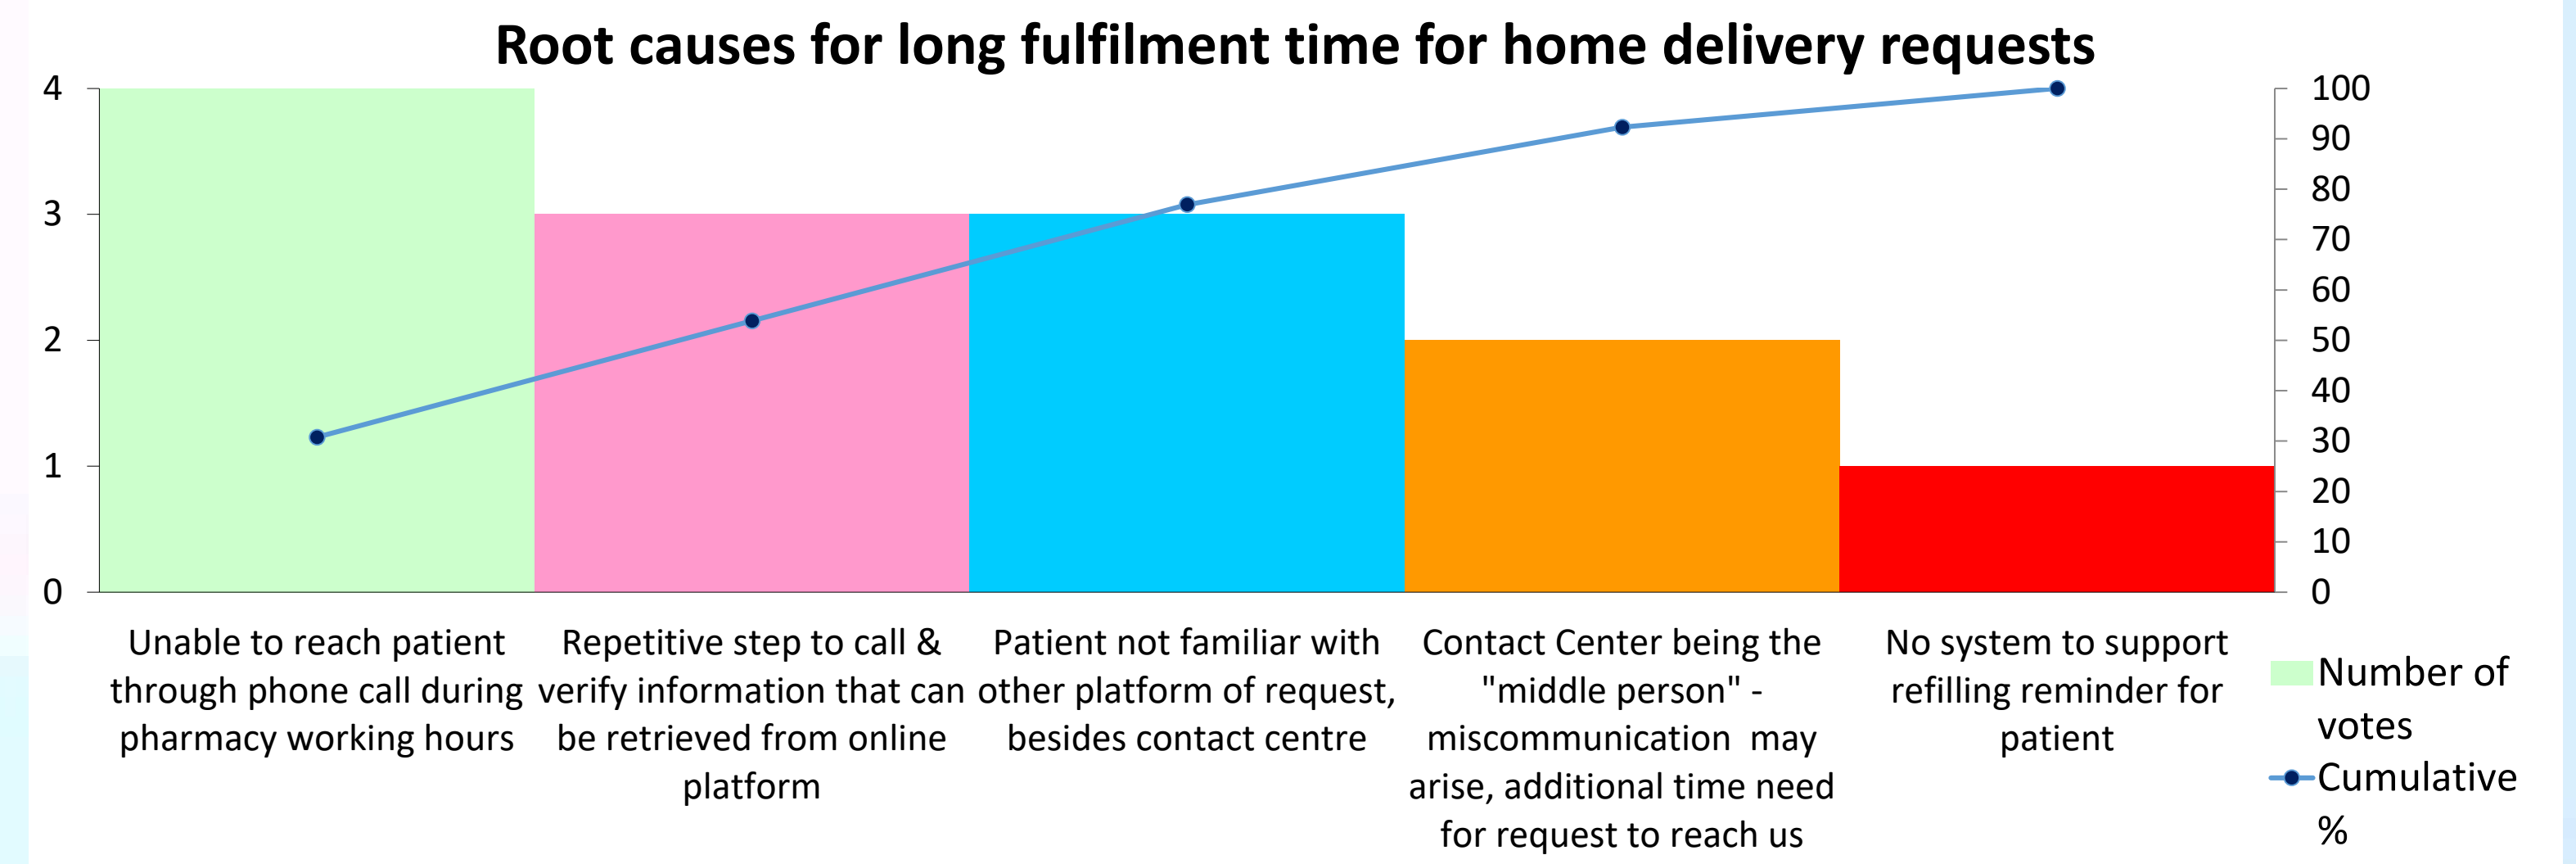 Root causes for long fulfilment time for home delivery requests
4
3
2
1
0
100
90
80
70
60
50
40
30
20
10
0
Unable to reach patient
through phone call during
pharmacy working hours
Repetitive step to call &
verify information that can
be retrieved from online
platform
Patient not familiar with
other platform of request,
besides contact centre
Contact Center being the
"middle person" -
miscommunication  may
arise, additional time need
for request to reach us
No system to support
refilling reminder for
patient
Number of
votes
Cumulative
%